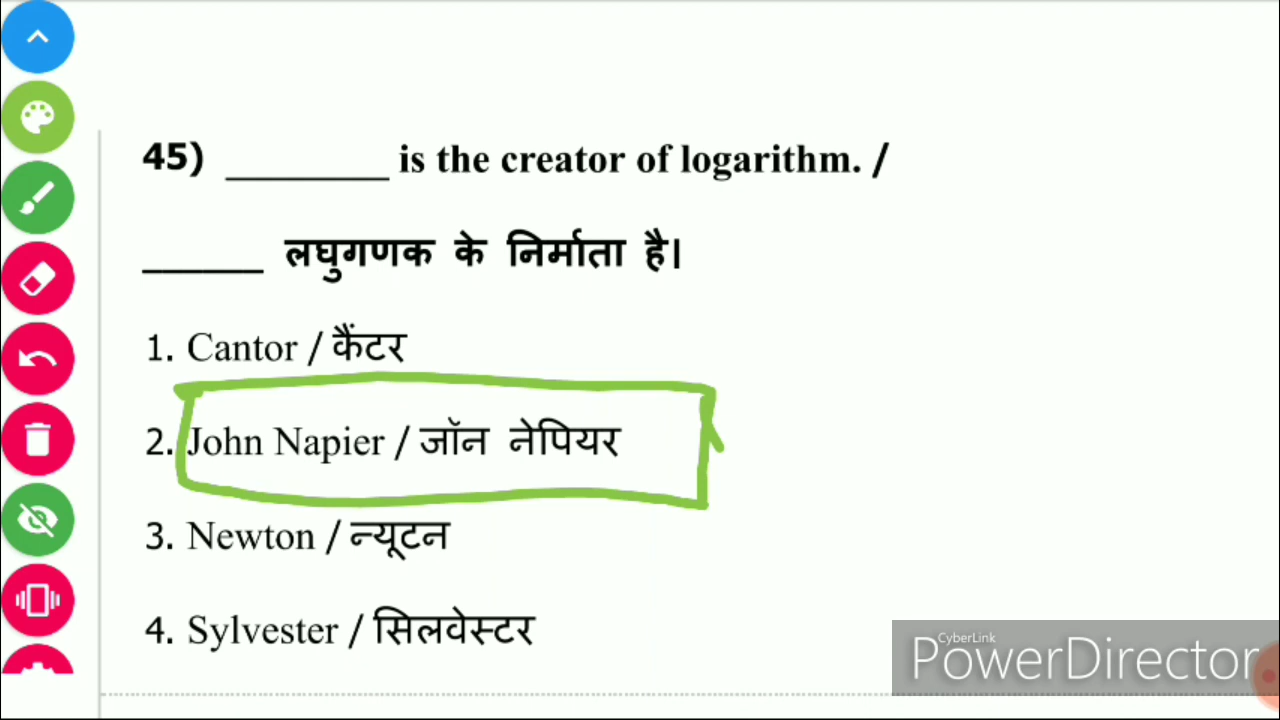 45) ________ is the creator of logarithm. /
______ लघुगणक के निर्माता है।
1. Cantor / कैंटर
2. John Napier / जॉन नेपियर
3. Newton / न्यूटन
4. Sylvester / सिलवेस्टर
CyberLink
PowerDirector